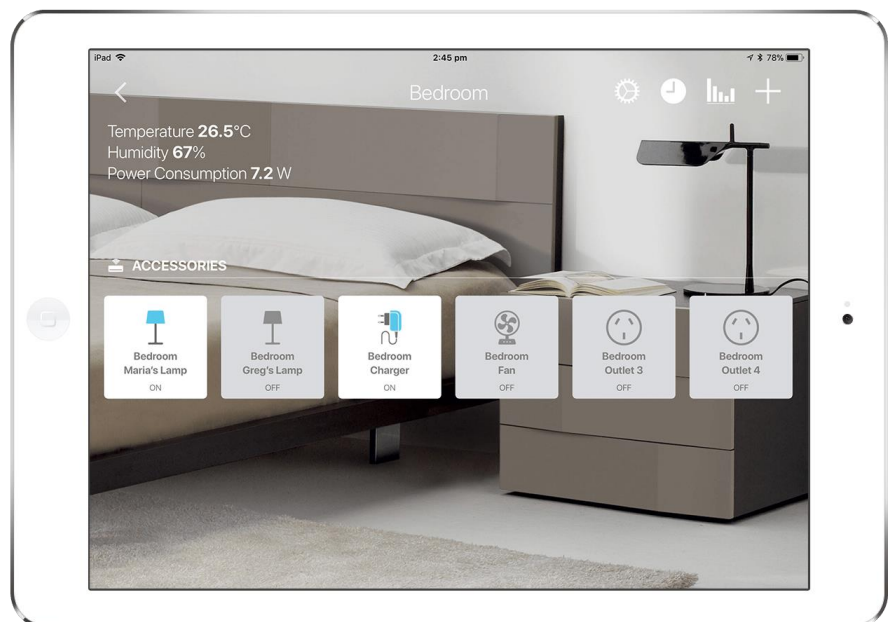 iPad
2:45 pm
78%
Bedroom
Temperature 26.5°C
Humidity 67%
Power Consumption 7.2 W
ACCESSORIES
Bedroom
Maria's Lamp
ON
Bedroom
Greg's Lamp
OFF
Bedroom
Charger
ON
Bedroom
Fan
OFF
Bedroom
Outlet 3
OFF
Bedroom
Outlet 4
OFF